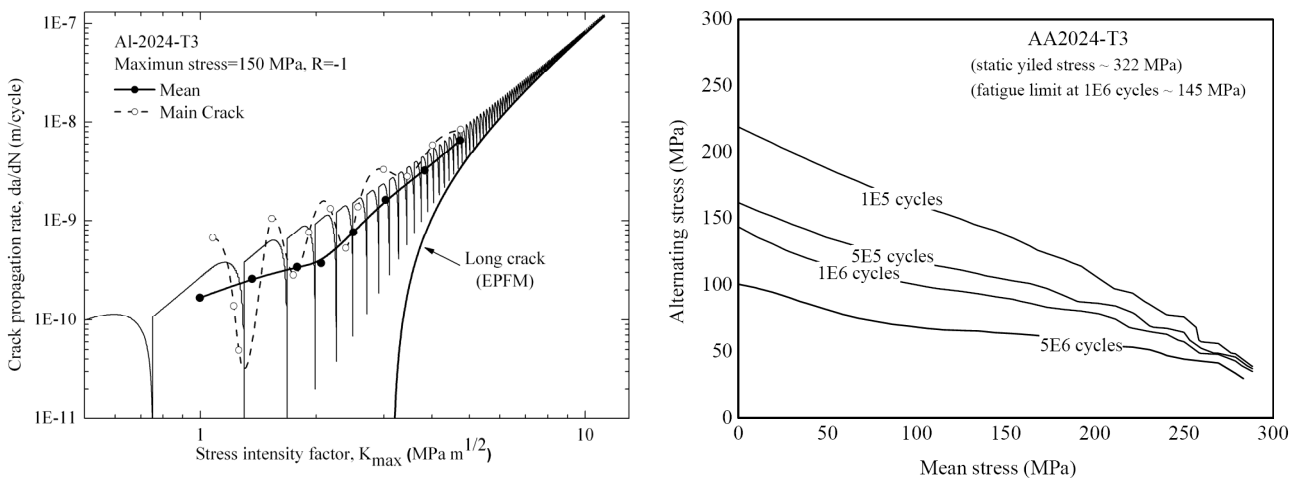 1E-7
1E-8
1E-9
1E-10
1E-11
Crack propagation rate, da/dN (m/cycle)
Al-2024-T3
Maximun stress=150 MPa, R=-1
Mean
Main Crack
Long crack
(EPFM)
1
10
Stress intensity factor, Kmax (MPa m1/2)
300
250
200
150
100
50
0
Alternating stress (MPa)
AA2024-T3
(static yiled stress ~ 322 MPa)
(fatigue limit at 1E6 cycles ~ 145 MPa)
1E5 cycles
5E5 cycles
1E6 cycles
5E6 cycles
0
50
100
150
200
250
300
Mean stress (MPa)